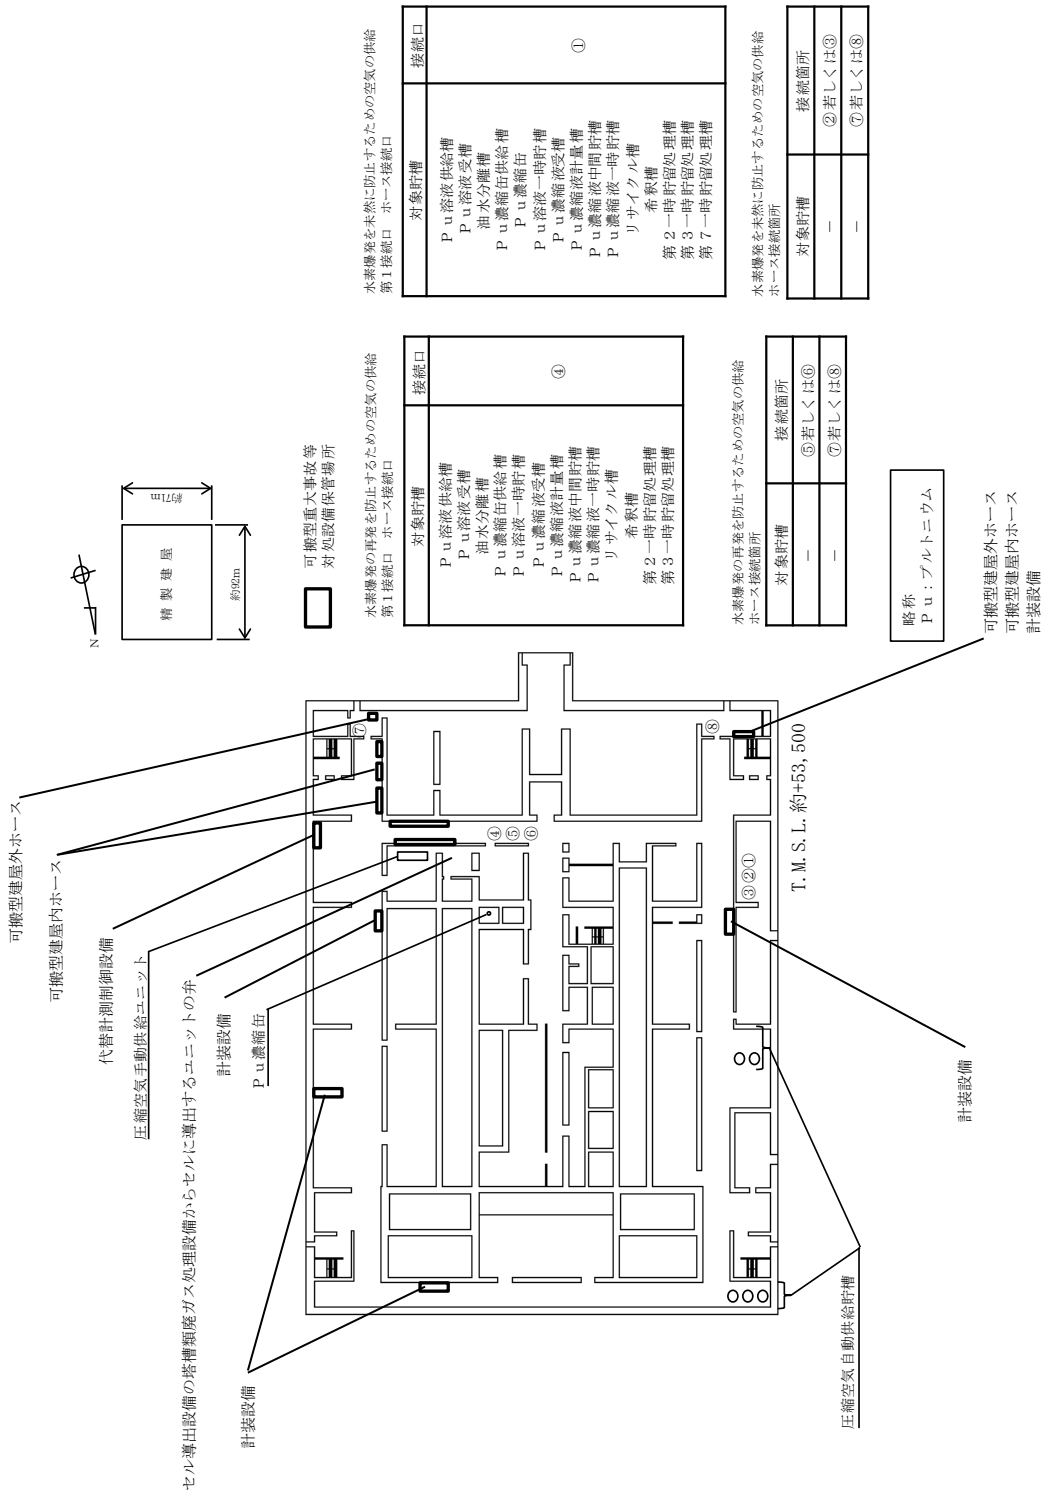 水素爆発を未然に防止するための空気の供給
第1接続口　ホース接続口
対象貯槽　接続口
Ｐｕ溶液供給槽
Ｐｕ溶液受槽
油水分離槽
Ｐｕ濃縮缶供給槽
Ｐｕ濃縮缶
Ｐｕ溶液一時貯槽
Ｐｕ濃縮液受槽
Ｐｕ濃縮液計量槽
Ｐｕ濃縮液中間貯槽
Ｐｕ濃縮液一時貯槽
リサイクル槽
希釈槽
第２一時貯留処理槽
第３一時貯留処理槽
第７一時貯留処理槽
①
水素爆発を未然に防止するための空気の供給
ホース接続箇所
対象貯槽　接続箇所
－　②若しくは③
－　⑦若しくは⑧
水素爆発の再発を防止するための空気の供給
第1接続口　ホース接続口
対象貯槽　接続口
Ｐｕ溶液供給槽
Ｐｕ溶液受槽
油水分離槽
Ｐｕ濃縮缶供給槽
Ｐｕ溶液一時貯槽
Ｐｕ濃縮液受槽
Ｐｕ濃縮液計量槽
Ｐｕ濃縮液中間貯槽
Ｐｕ濃縮液一時貯槽
リサイクル槽
希釈槽
第２一時貯留処理槽
第３一時貯留処理槽
④
水素爆発の再発を防止するための空気の供給
ホース接続箇所
対象貯槽　接続箇所
－　⑤若しくは⑥
－　⑦若しくは⑧
略称
Ｐｕ：プルトニウム
N
精製建屋
約71m
約92m
可搬型重大事故等
対処設備保管場所
可搬型建屋外ホース
可搬型建屋内ホース
代替計測制御設備
圧縮空気手動供給ユニット
セル導出設備の塔槽類廃ガス処理設備からセルに導出するユニットの弁
計装設備
Ｐｕ濃縮缶
計装設備
⑦
④
⑤
⑥
⑧
③②①
T.M.S.L.約+53,500
可搬型建屋外ホース
可搬型建屋内ホース
計装設備
計装設備
圧縮空気自動供給貯槽